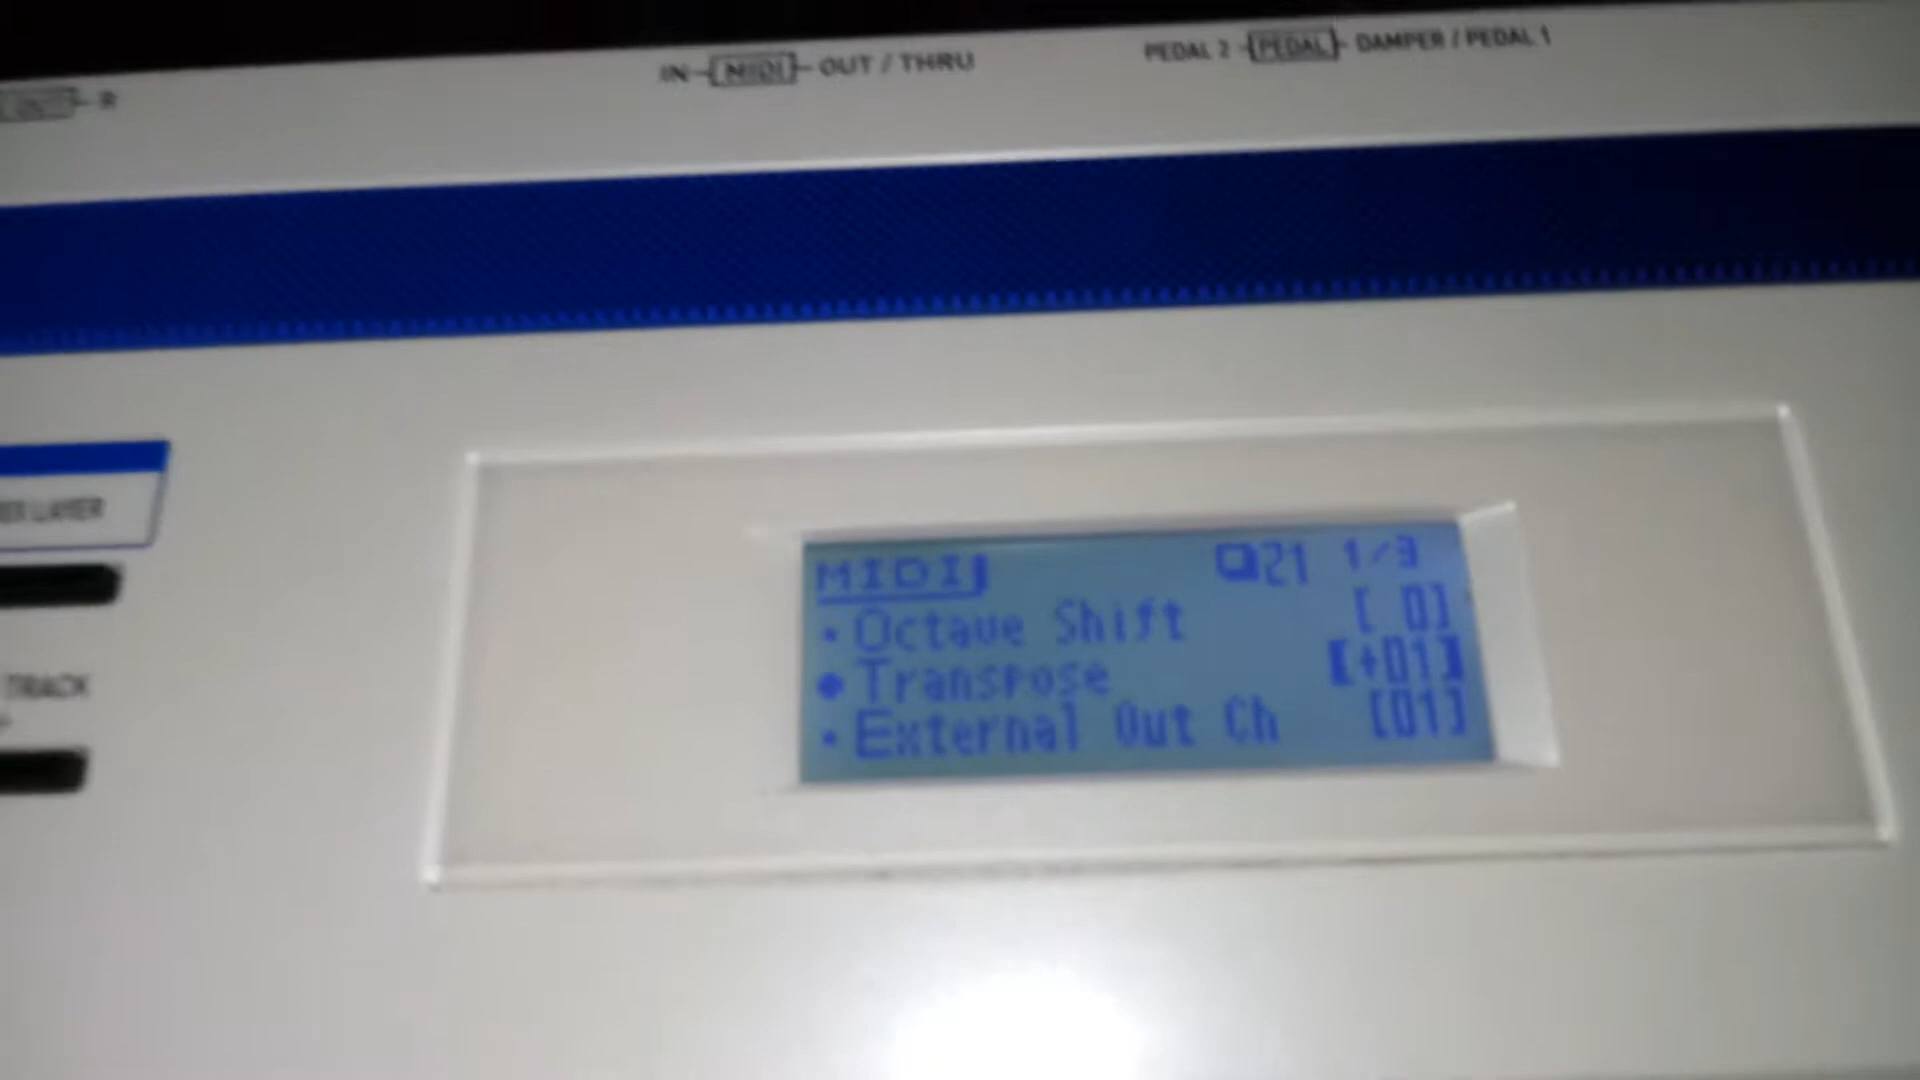 R
IN MIDI OUT / THRU
PEDAL 2 PEDAL DAMPER / PEDAL 1
LAYER
TRACK
MIDI 21 1/3
• Octave Shift [ 0]
● Transpose [+01]
• External Out Ch [01]